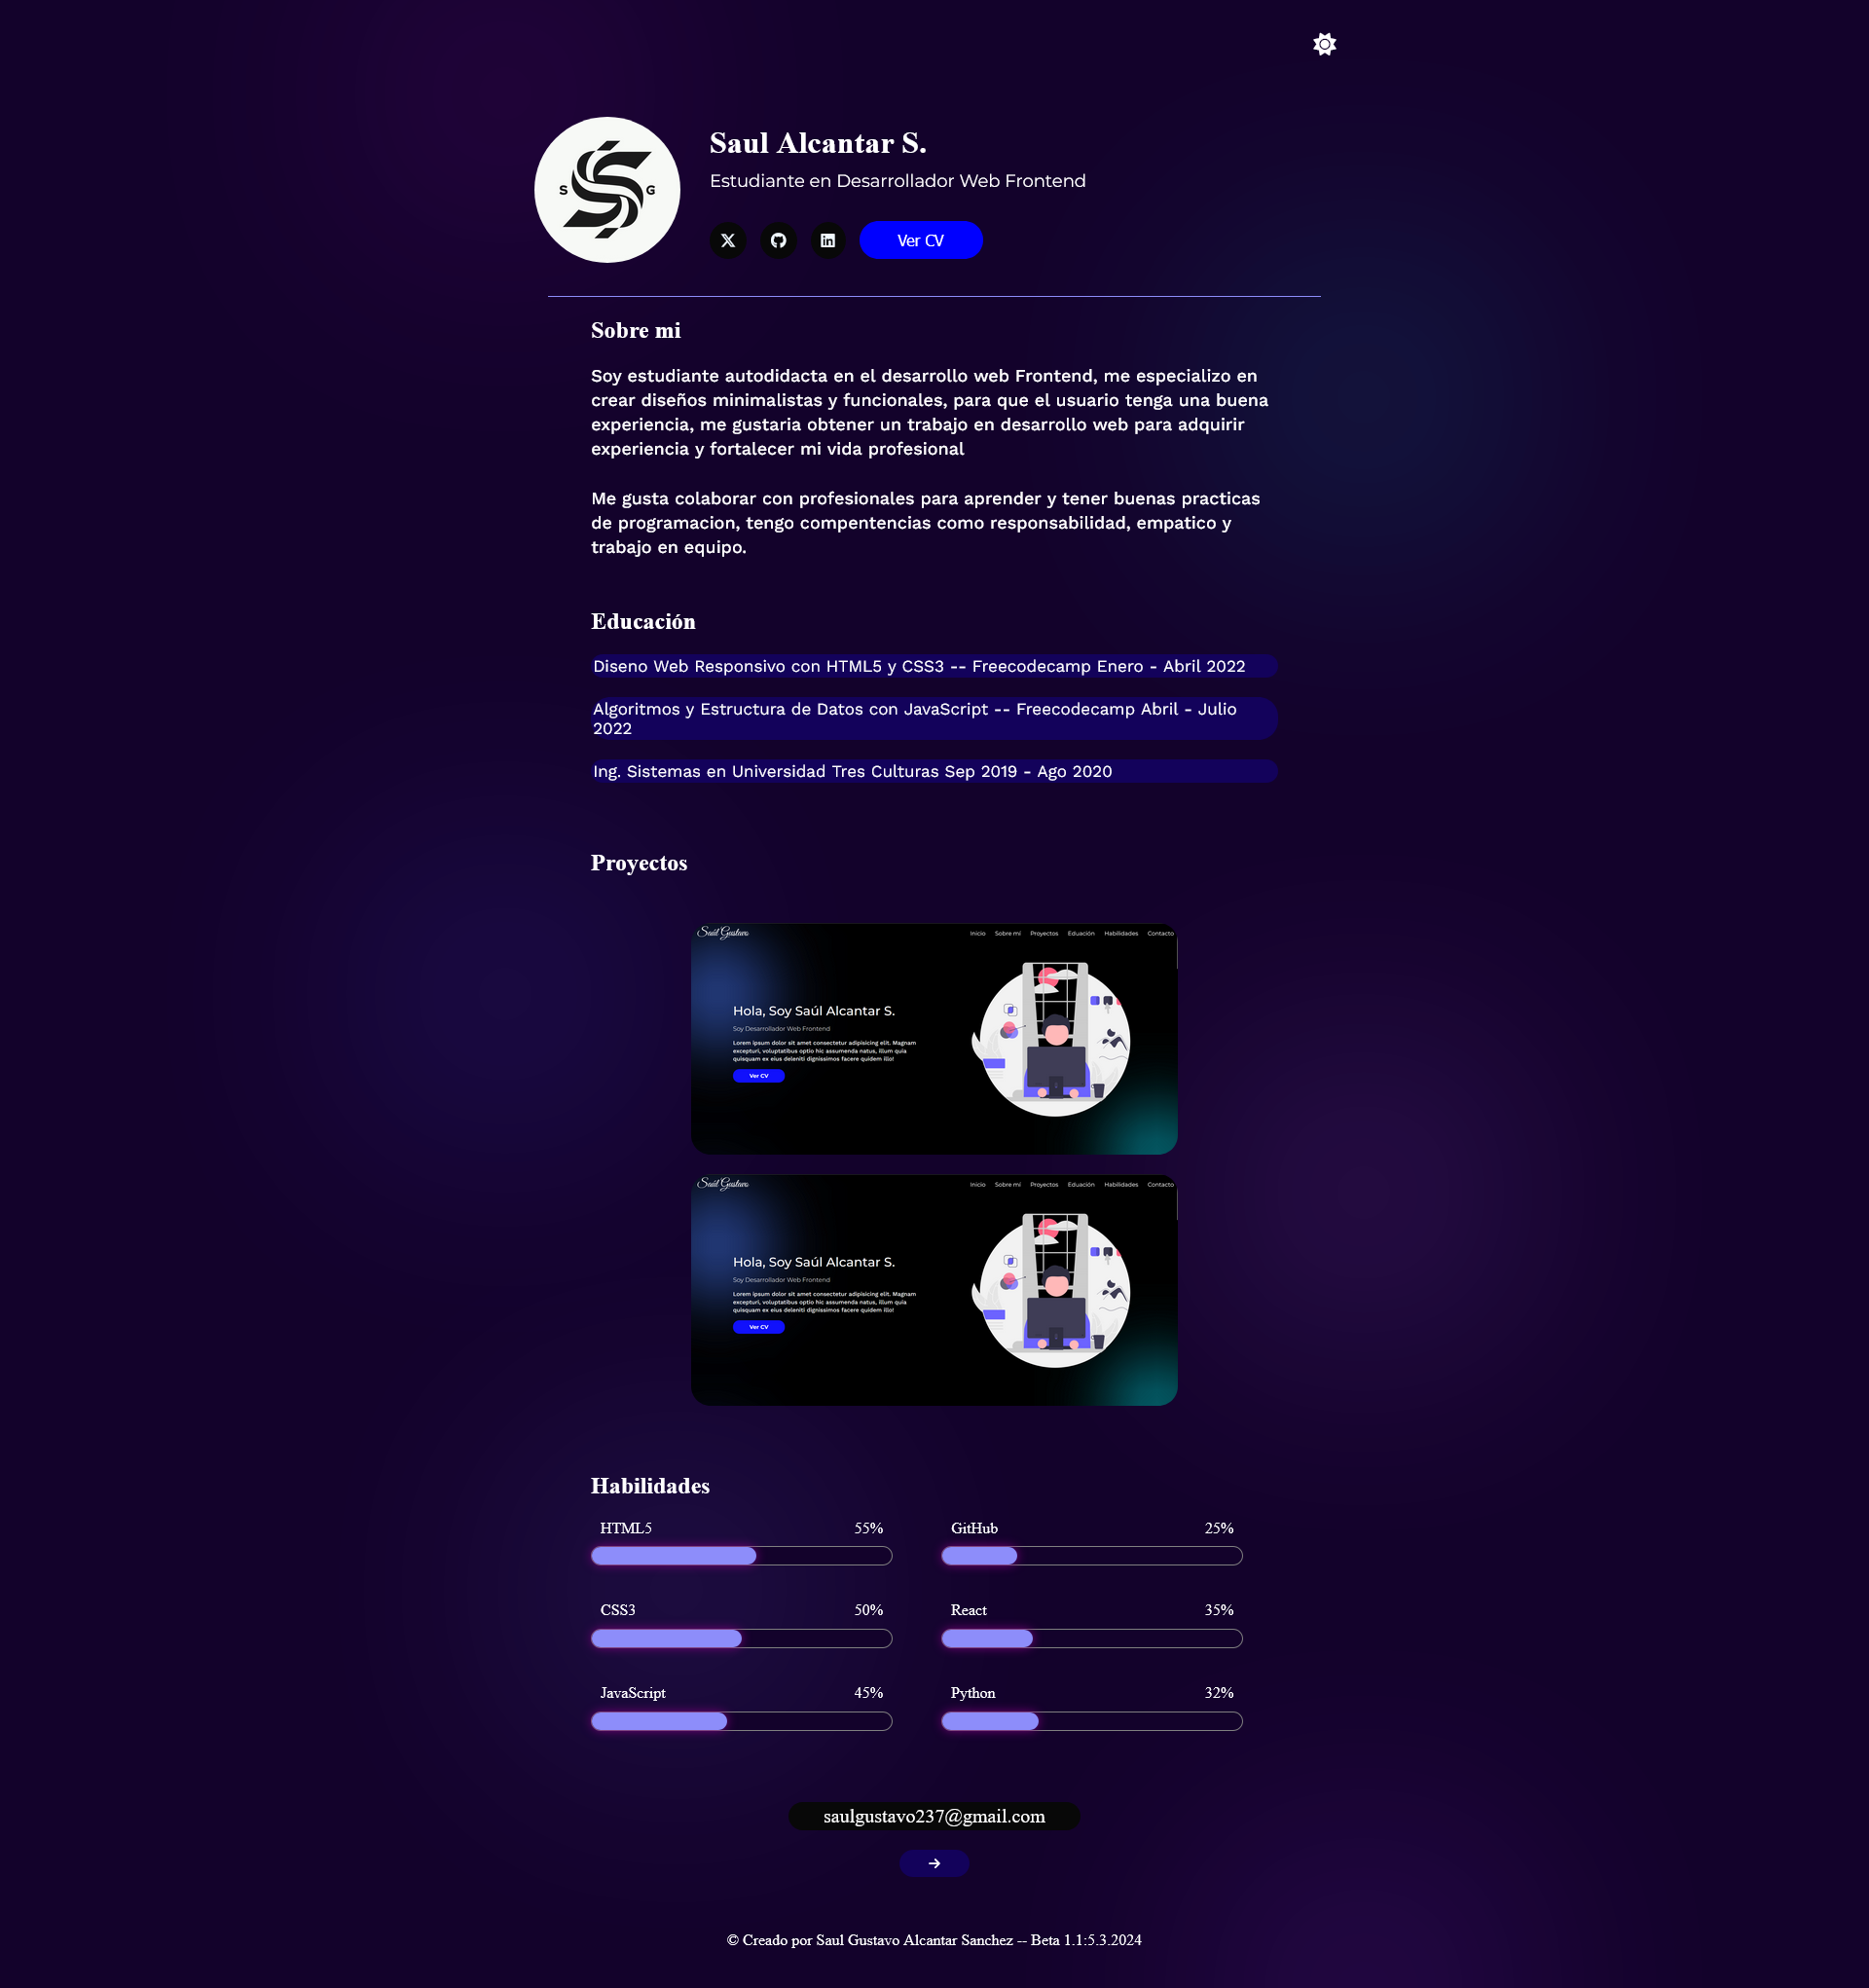 S G
Saul Alcantar S.
Estudiante en Desarrollador Web Frontend
Ver CV
Sobre mi
Soy estudiante autodidacta en el desarrollo web Frontend, me especializo en
crear diseños minimalistas y funcionales, para que el usuario tenga una buena
experiencia, me gustaria obtener un trabajo en desarrollo web para adquirir
experiencia y fortalecer mi vida profesional
Me gusta colaborar con profesionales para aprender y tener buenas practicas
de programacion, tengo compentencias como responsabilidad, empatico y
trabajo en equipo.
Educación
Diseno Web Responsivo con HTML5 y CSS3 -- Freecodecamp Enero - Abril 2022
Algoritmos y Estructura de Datos con JavaScript -- Freecodecamp Abril - Julio
2022
Ing. Sistemas en Universidad Tres Culturas Sep 2019 - Ago 2020
Proyectos
Saúl Gustavo Inicio Sobre mí Proyectos Eduación Habilidades Contacto
Hola, Soy Saúl Alcantar S.
Soy Desarrollador Web Frontend
Lorem ipsum dolor sit amet consectetur adipisicing elit. Magnam
excepturi, voluptatibus optio hic assumenda natus, illum quia
quisquam ex eius deleniti dignissimos facere quidem illo!
Ver CV
Saúl Gustavo Inicio Sobre mí Proyectos Eduación Habilidades Contacto
Hola, Soy Saúl Alcantar S.
Soy Desarrollador Web Frontend
Lorem ipsum dolor sit amet consectetur adipisicing elit. Magnam
excepturi, voluptatibus optio hic assumenda natus, illum quia
quisquam ex eius deleniti dignissimos facere quidem illo!
Ver CV
Habilidades
HTML5 55% GitHub 25%
CSS3 50% React 35%
JavaScript 45% Python 32%
saulgustavo237@gmail.com
© Creado por Saul Gustavo Alcantar Sanchez -- Beta 1.1:5.3.2024